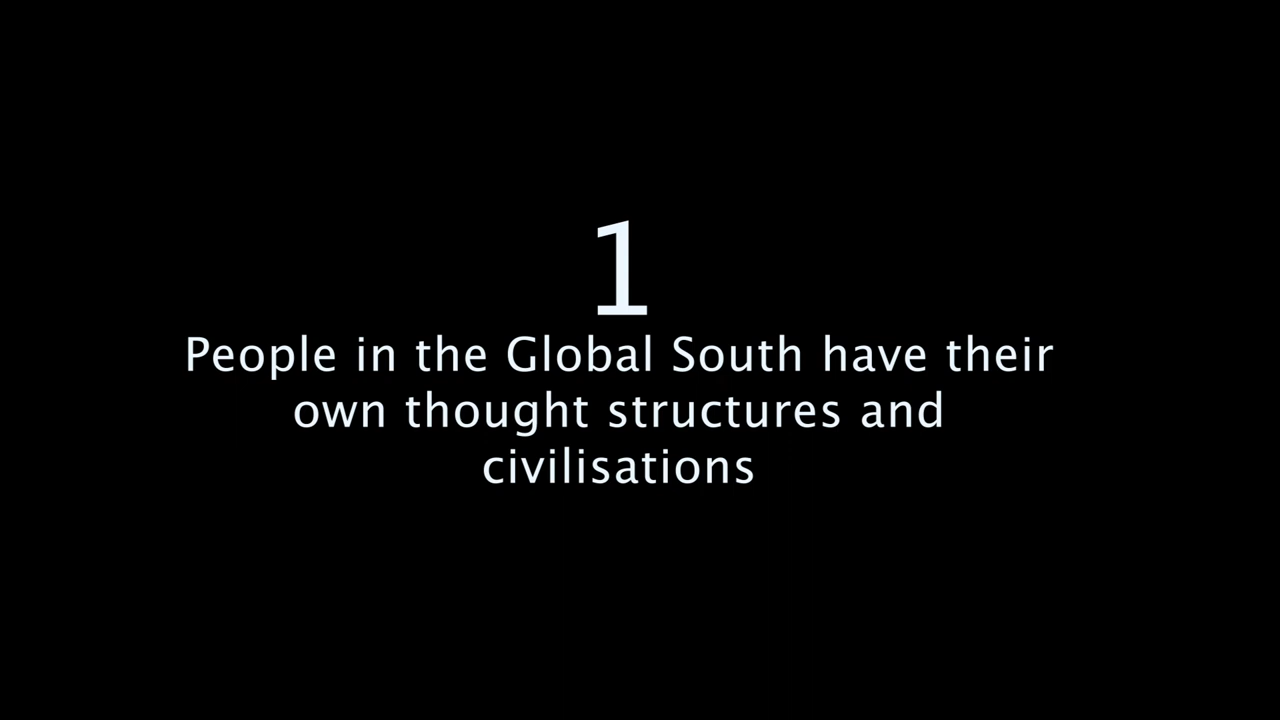 1
People in the Global South have their
own thought structures and
civilisations